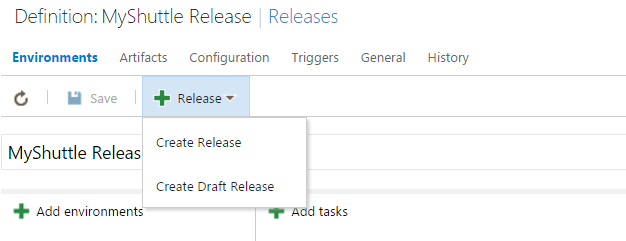 Definition: MyShuttle Release | Releases
Environments Artifacts Configuration Triggers General History
Save Release
Create Release
MyShuttle Releas
Create Draft Release
Add environments Add tasks